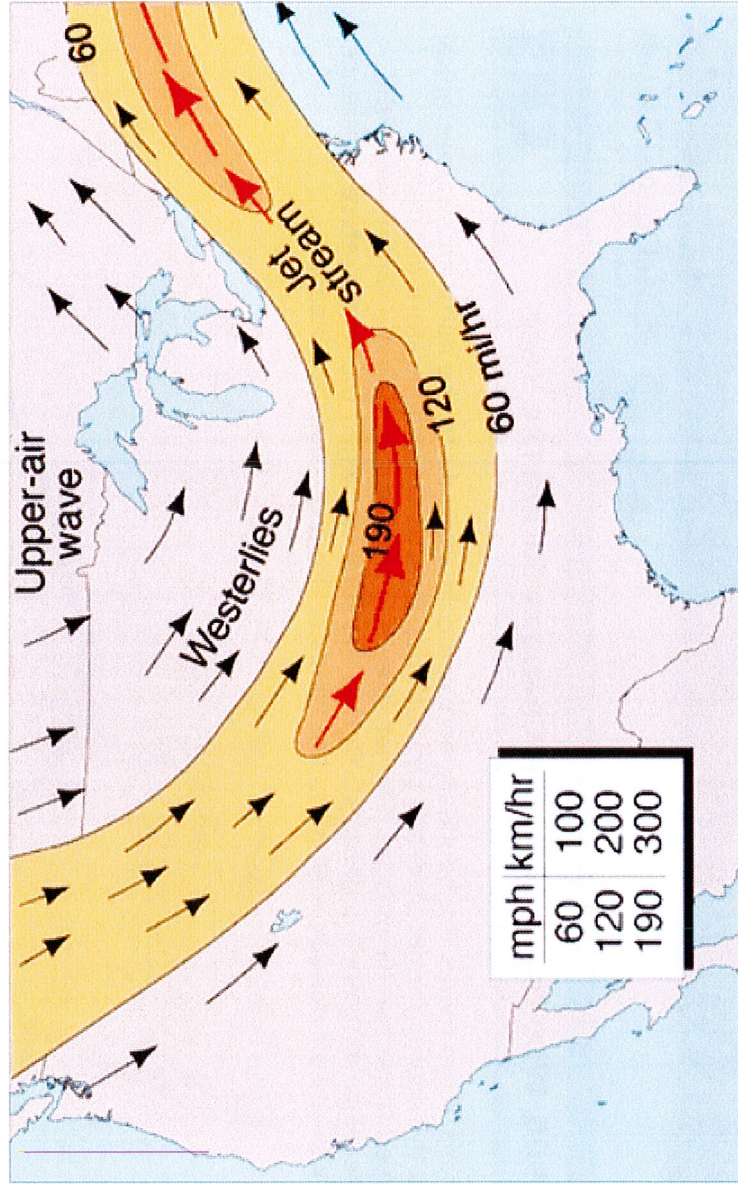 Upper-air
wave
Westerlies
60
Jet
stream
190
120
60 mi/hr
mph km/hr
60 100
120 200
190 300